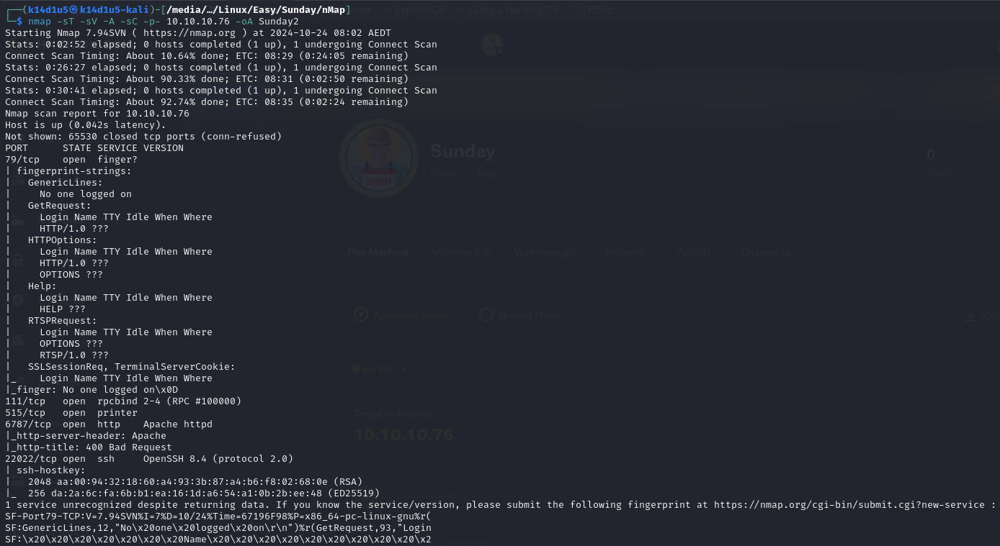 ┌──(k14d1u5㉿k14d1u5-kali)-[/media/…/Linux/Easy/Sunday/nMap]
└─$ nmap -sT -sV -A -sC -p- 10.10.10.76 -oA Sunday2
Starting Nmap 7.94SVN ( https://nmap.org ) at 2024-10-24 08:02 AEDT
Stats: 0:02:52 elapsed; 0 hosts completed (1 up), 1 undergoing Connect Scan
Connect Scan Timing: About 10.64% done; ETC: 08:29 (0:24:05 remaining)
Stats: 0:26:27 elapsed; 0 hosts completed (1 up), 1 undergoing Connect Scan
Connect Scan Timing: About 90.33% done; ETC: 08:31 (0:02:50 remaining)
Stats: 0:30:41 elapsed; 0 hosts completed (1 up), 1 undergoing Connect Scan
Connect Scan Timing: About 92.74% done; ETC: 08:35 (0:02:24 remaining)
Nmap scan report for 10.10.10.76
Host is up (0.042s latency).
Not shown: 65530 closed tcp ports (conn-refused)
PORT      STATE SERVICE VERSION
79/tcp    open  finger?
| fingerprint-strings:
|   GenericLines:
|     No one logged on
|   GetRequest:
|     Login Name TTY Idle When Where
|     HTTP/1.0 ???
|   HTTPOptions:
|     Login Name TTY Idle When Where
|     HTTP/1.0 ???
|     OPTIONS ???
|   Help:
|     Login Name TTY Idle When Where
|     HELP ???
|   RTSPRequest:
|     Login Name TTY Idle When Where
|     OPTIONS ???
|     RTSP/1.0 ???
|   SSLSessionReq, TerminalServerCookie:
|_    Login Name TTY Idle When Where
|_finger: No one logged on\x0D
111/tcp   open  rpcbind 2-4 (RPC #100000)
515/tcp   open  printer
6787/tcp  open  http    Apache httpd
|_http-server-header: Apache
|_http-title: 400 Bad Request
22022/tcp open  ssh     OpenSSH 8.4 (protocol 2.0)
| ssh-hostkey:
|   2048 aa:00:94:32:18:60:a4:93:3b:87:a4:b6:f8:02:68:0e (RSA)
|_  256 da:2a:6c:fa:6b:b1:ea:16:1d:a6:54:a1:0b:2b:ee:48 (ED25519)
1 service unrecognized despite returning data. If you know the service/version, please submit the following fingerprint at https://nmap.org/cgi-bin/submit.cgi?new-service :
SF-Port79-TCP:V=7.94SVN%I=7%D=10/24%Time=67196F98%P=x86_64-pc-linux-gnu%r(
SF:GenericLines,12,"No\x20one\x20logged\x20on\r\n")%r(GetRequest,93,"Login
SF:\x20\x20\x20\x20\x20\x20\x20Name\x20\x20\x20\x20\x20\x20\x20\x20\x20\x2
Exploit-DB
Google Hacking DB
OffSec
Sunday
Solaris
Easy
0
Points
SUNDAY
Play Machine
Machine Info
Walkthroughs
Reviews
Activity
Changelog
Adventure Mode
Guided Mode
Target IP Address
10.10.10.76